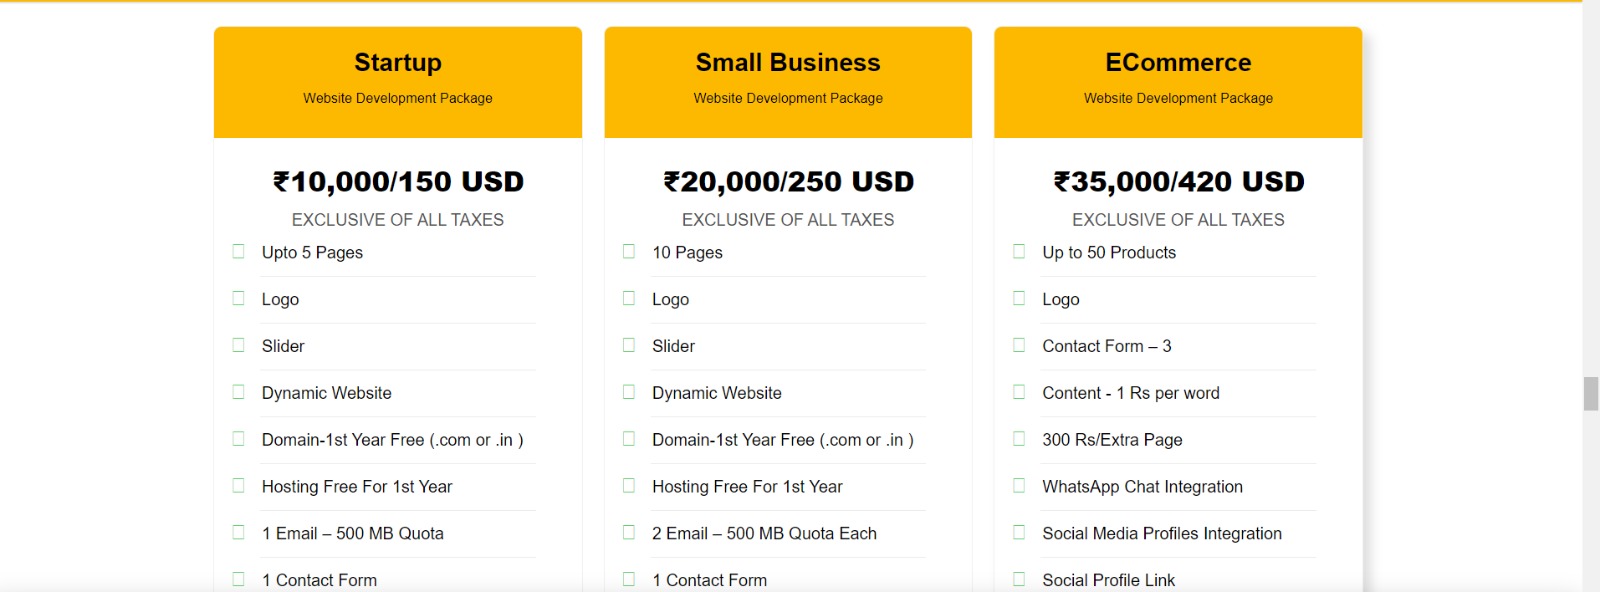 Startup
Website Development Package
₹10,000/150 USD
EXCLUSIVE OF ALL TAXES
Upto 5 Pages
Logo
Slider
Dynamic Website
Domain-1st Year Free (.com or .in )
Hosting Free For 1st Year
1 Email – 500 MB Quota
1 Contact Form
Small Business
Website Development Package
₹20,000/250 USD
EXCLUSIVE OF ALL TAXES
10 Pages
Logo
Slider
Dynamic Website
Domain-1st Year Free (.com or .in )
Hosting Free For 1st Year
2 Email – 500 MB Quota Each
1 Contact Form
ECommerce
Website Development Package
₹35,000/420 USD
EXCLUSIVE OF ALL TAXES
Up to 50 Products
Logo
Contact Form – 3
Content - 1 Rs per word
300 Rs/Extra Page
WhatsApp Chat Integration
Social Media Profiles Integration
Social Profile Link